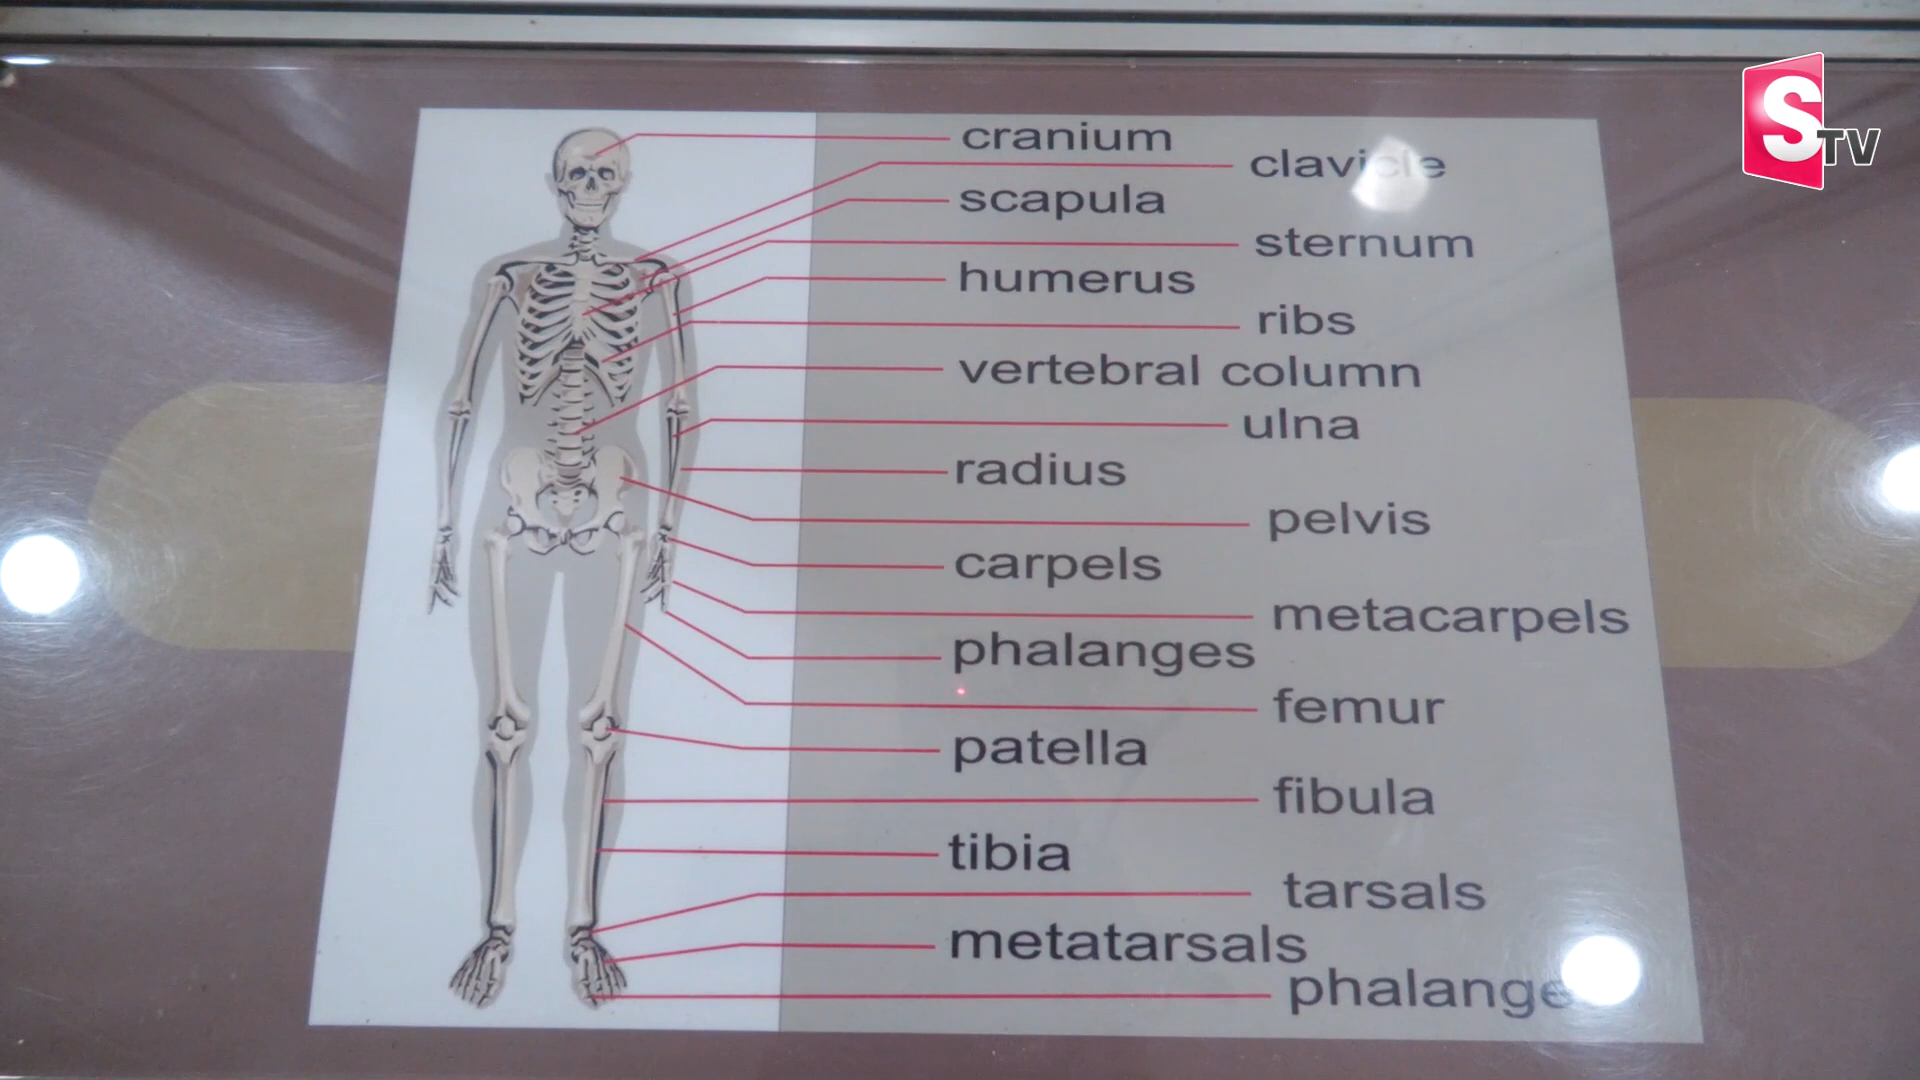 cranium
clavicle
scapula
sternum
humerus
ribs
vertebral column
ulna
radius
pelvis
carpels
metacarpels
phalanges
femur
patella
fibula
tibia
tarsals
metatarsals
phalange
STV